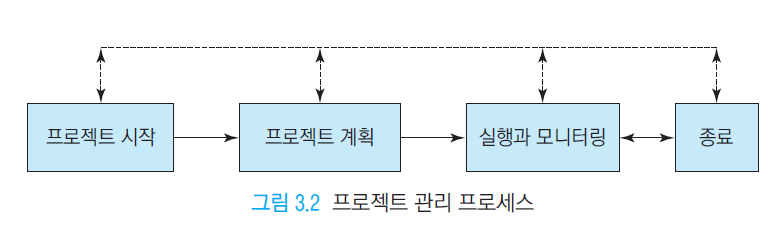 프로젝트 시작
프로젝트 계획
실행과 모니터링
종료
그림 3.2 프로젝트 관리 프로세스